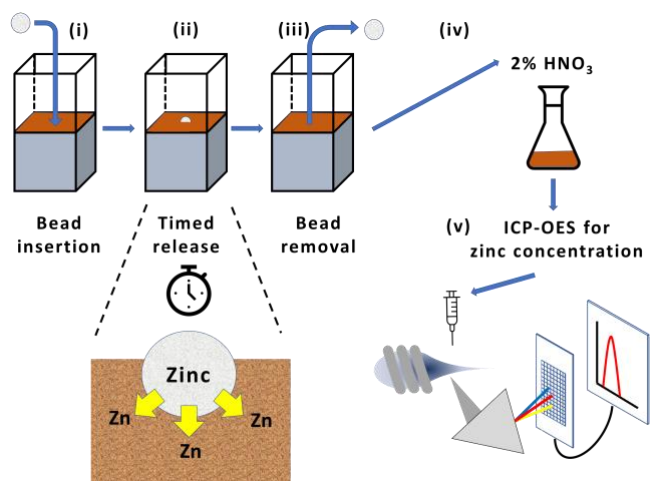 (i)
(ii)
(iii)
(iv)
2% HNO₃
Bead
insertion
Timed
release
Bead
removal
(v)
ICP-OES for
zinc concentration
Zinc
Zn
Zn
Zn